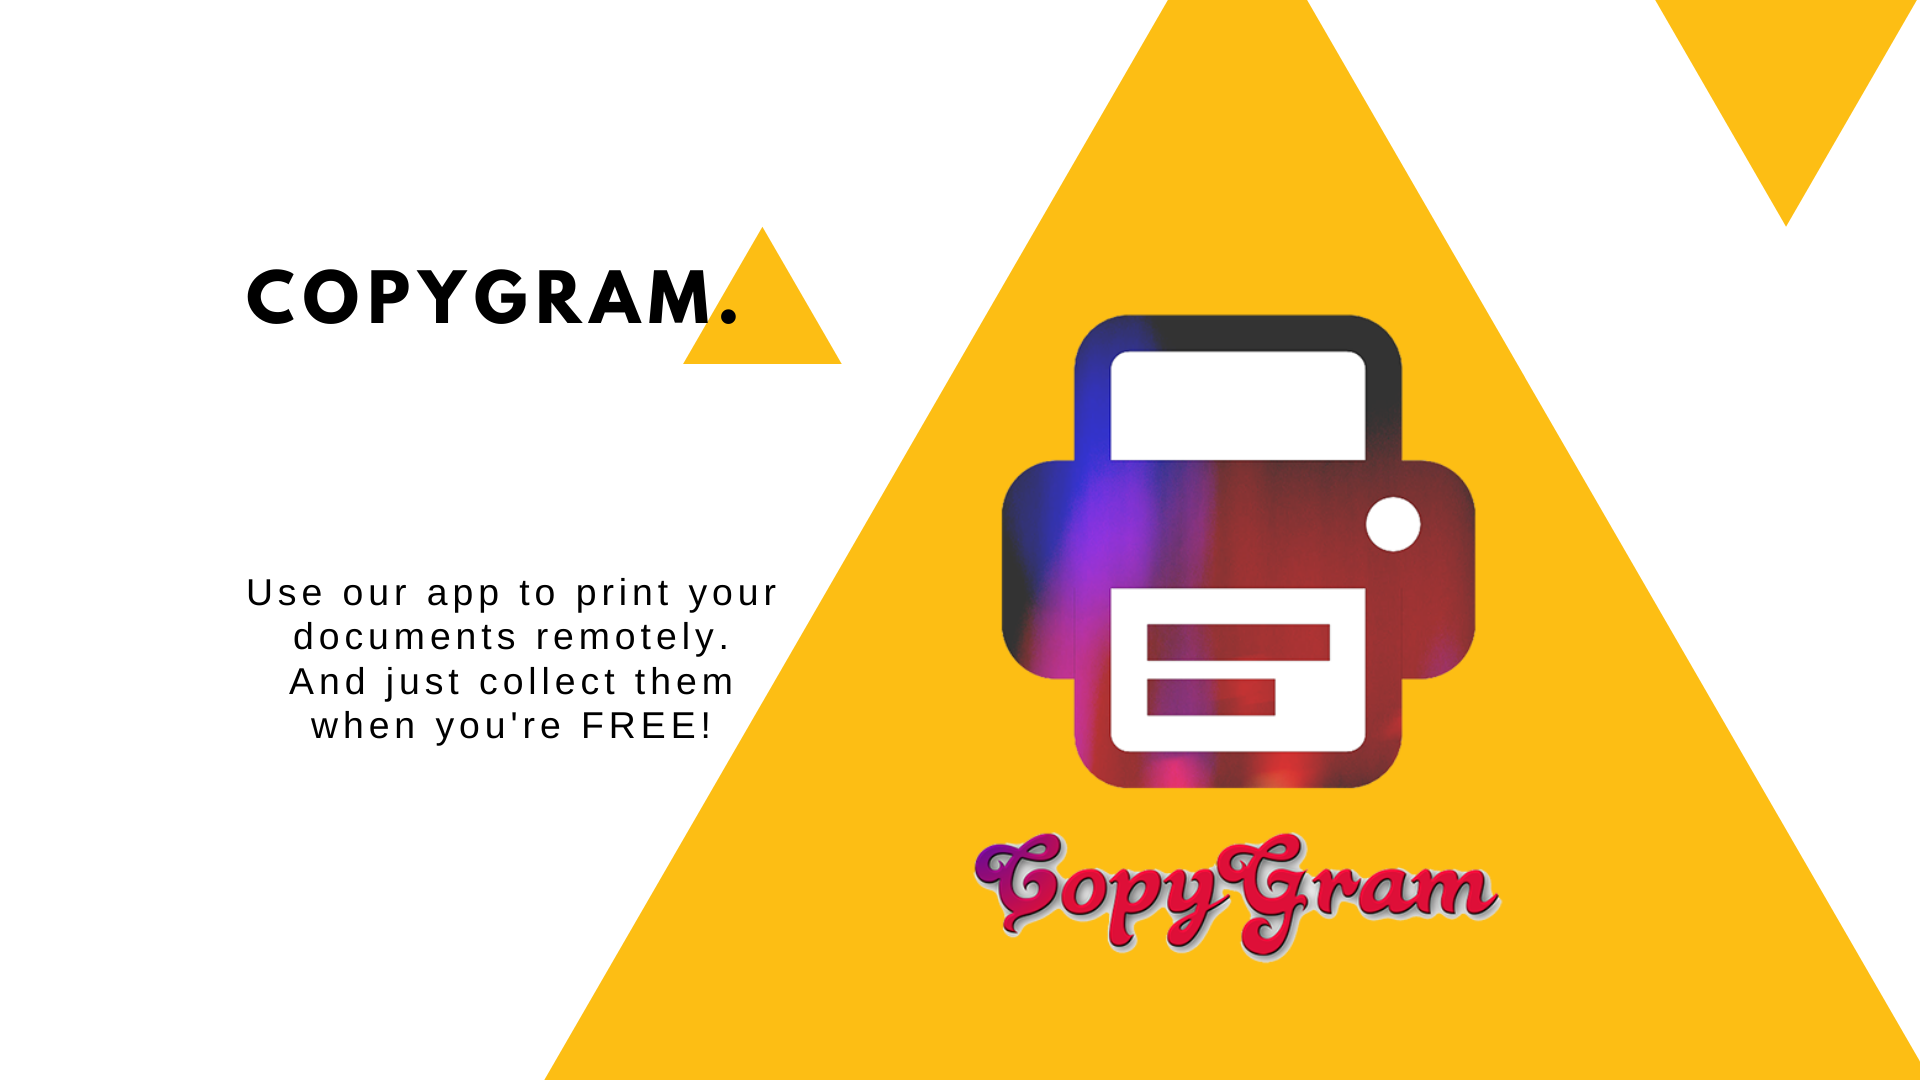 COPYGRAM.
Use our app to print your
documents remotely.
And just collect them
when you're FREE!
CopyGram